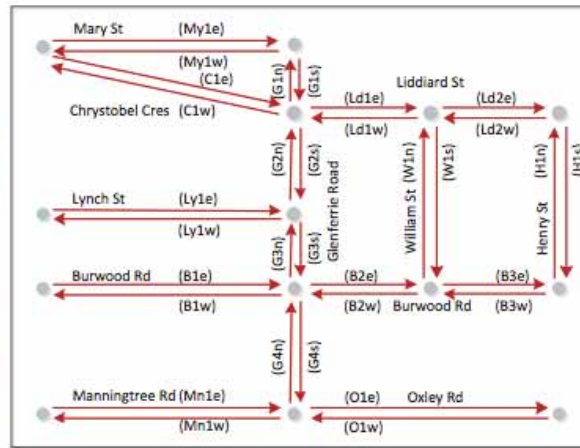 Mary St (My1e)
(My1w)
(C1e)
Chrystobel Cres (C1w)
(G1n)
(G1s)
Liddiard St
(Ld1e)
(Ld1w)
(Ld2e)
(Ld2w)
(G2n)
(G2s)
Glenferrie Road
(W1n)
(W1s)
William St
(H1n)
(H1s)
Henry St
Lynch St (Ly1e)
(Ly1w)
(G3n)
(G3s)
Burwood Rd (B1e)
(B1w)
(B2e)
(B2w)
(B3e)
Burwood Rd (B3w)
(G4n)
(G4s)
Manningtree Rd (Mn1e)
(Mn1w)
(O1e) Oxley Rd
(O1w)